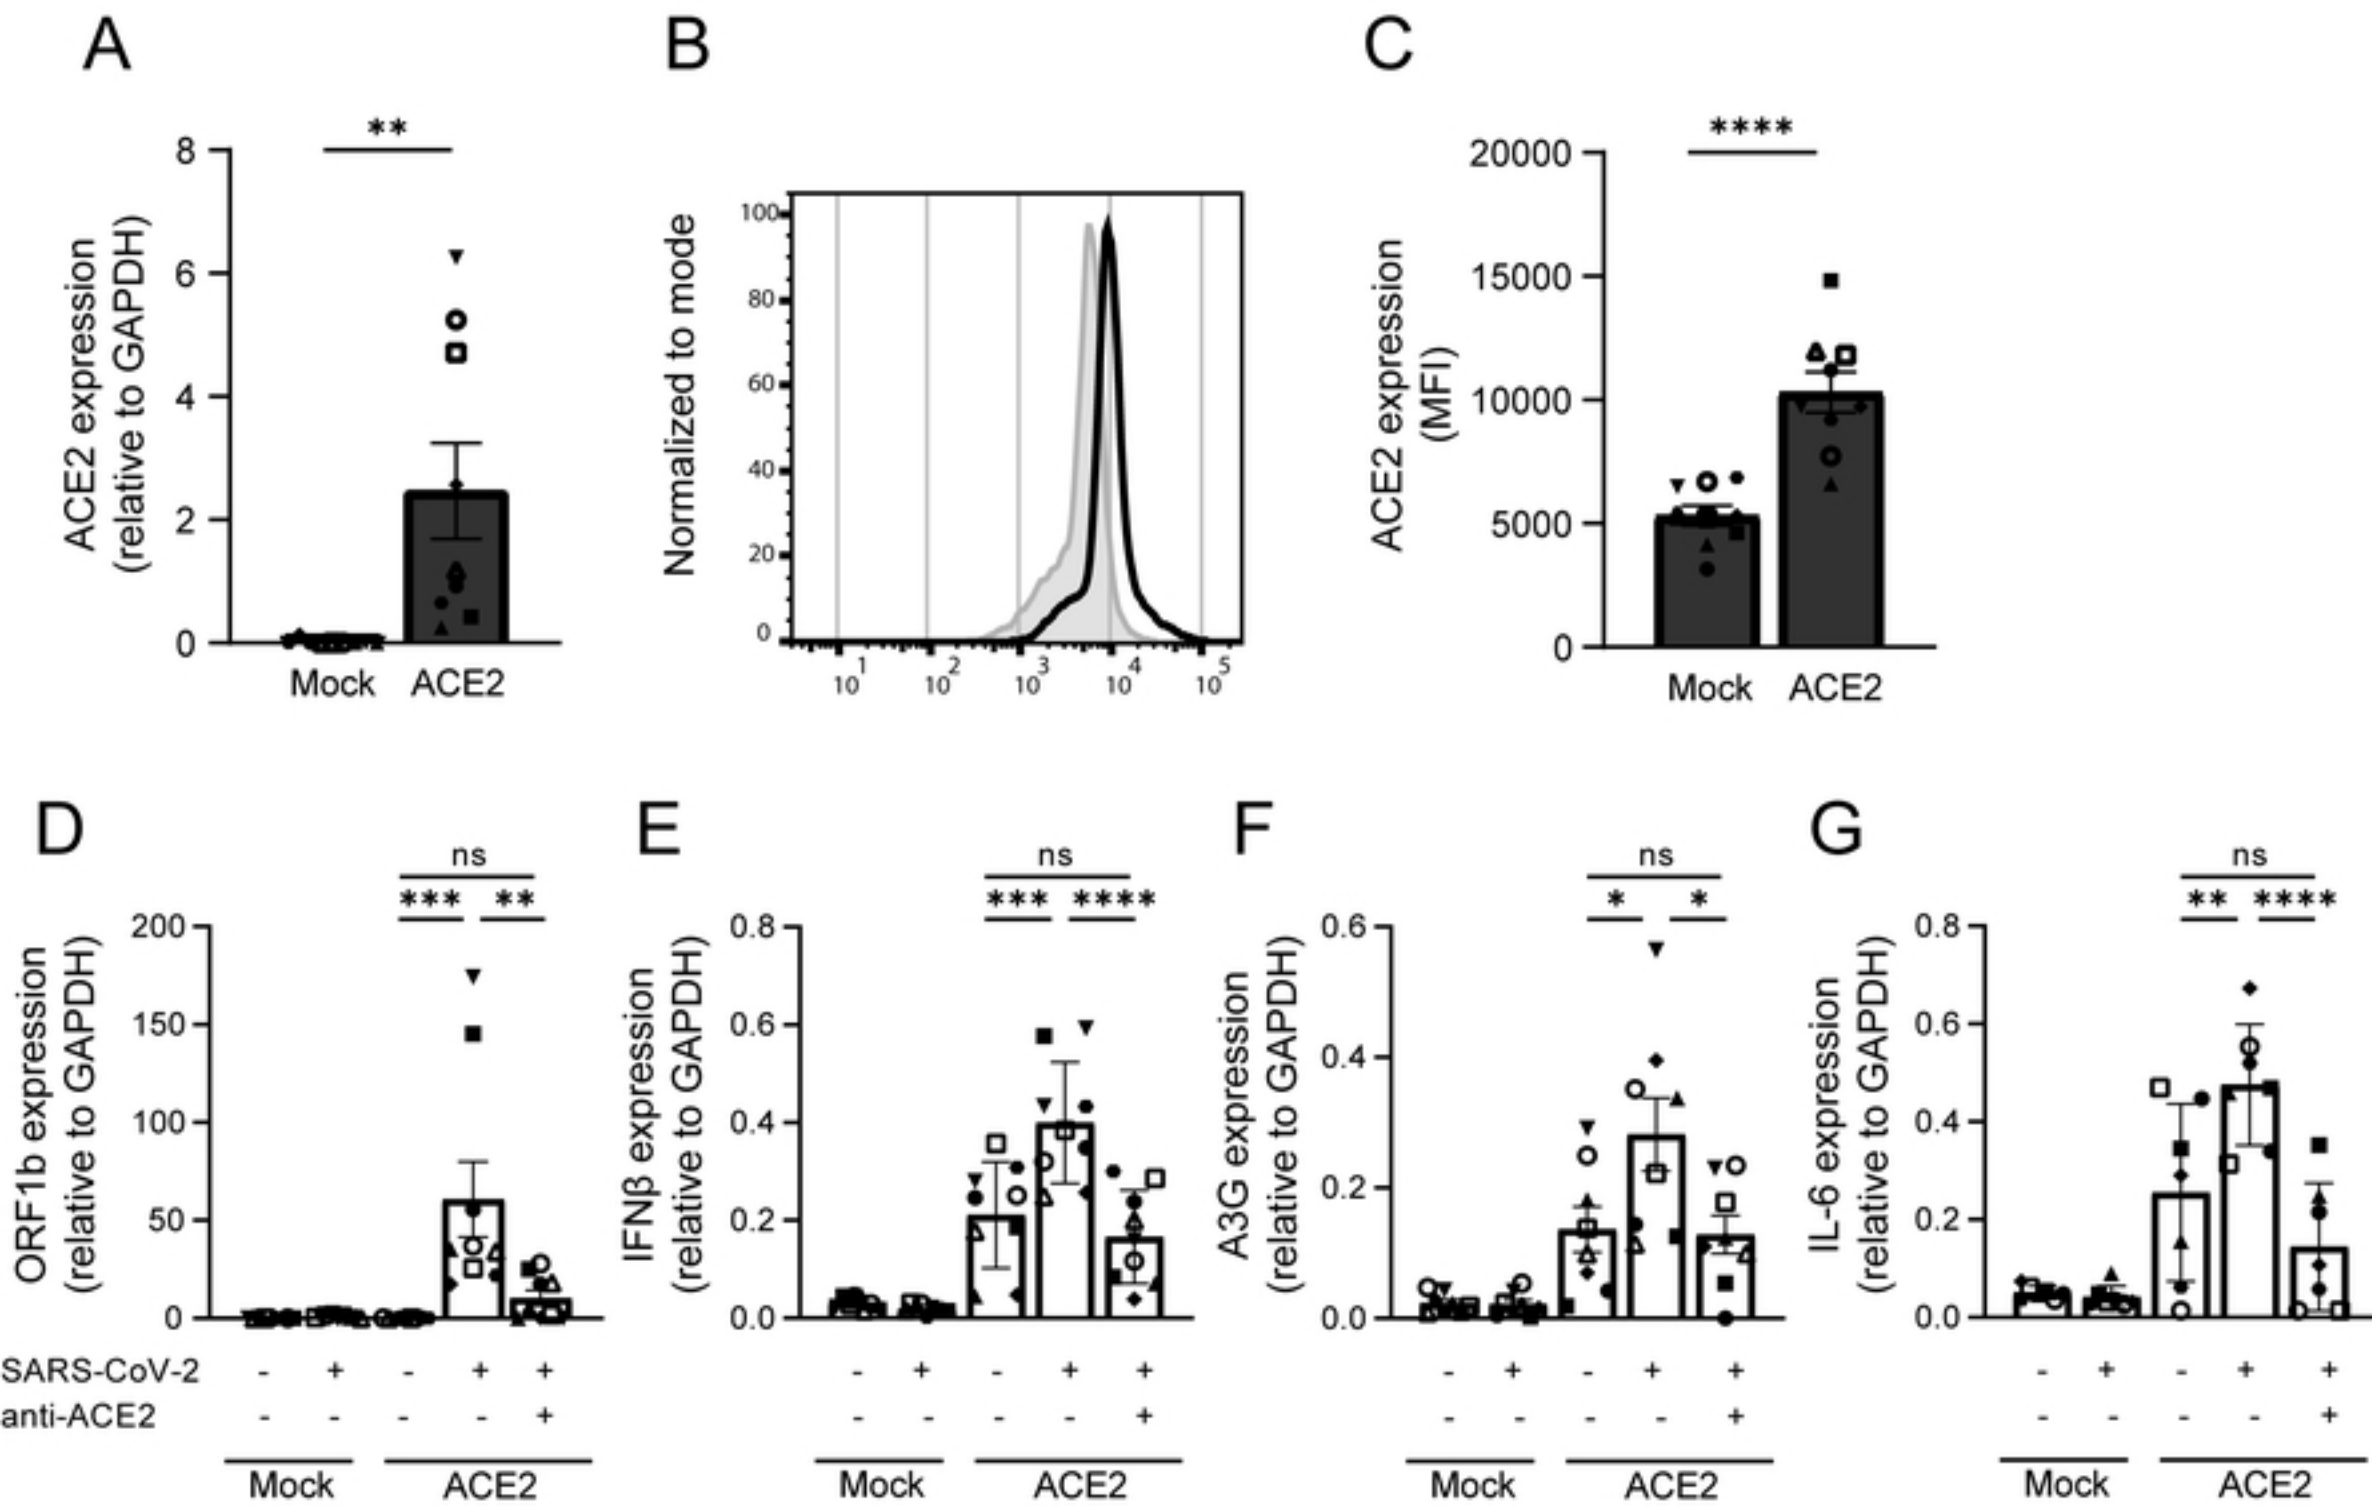 A
B
C
**
8
6
4
2
0
ACE2 expression
(relative to GAPDH)
Mock ACE2
Normalized to mode
100
80
60
40
20
0
10 1 10 2 10 3 10 4 10 5
****
20000
15000
10000
5000
0
ACE2 expression
(MFI)
Mock ACE2
D
E
F
G
ns
*** **
200
150
100
50
0
ORF1b expression
(relative to GAPDH)
ns
*** ****
0.8
0.6
0.4
0.2
0.0
IFNβ expression
(relative to GAPDH)
ns
* *
0.6
0.4
0.2
0.0
A3G expression
(relative to GAPDH)
ns
** ****
0.8
0.6
0.4
0.2
0.0
IL-6 expression
(relative to GAPDH)
SARS-CoV-2 - + - + + - + - + + - + - + + - + - + +
anti-ACE2 - - - - + - - - - + - - - - + - - - - +
Mock ACE2 Mock ACE2 Mock ACE2 Mock ACE2